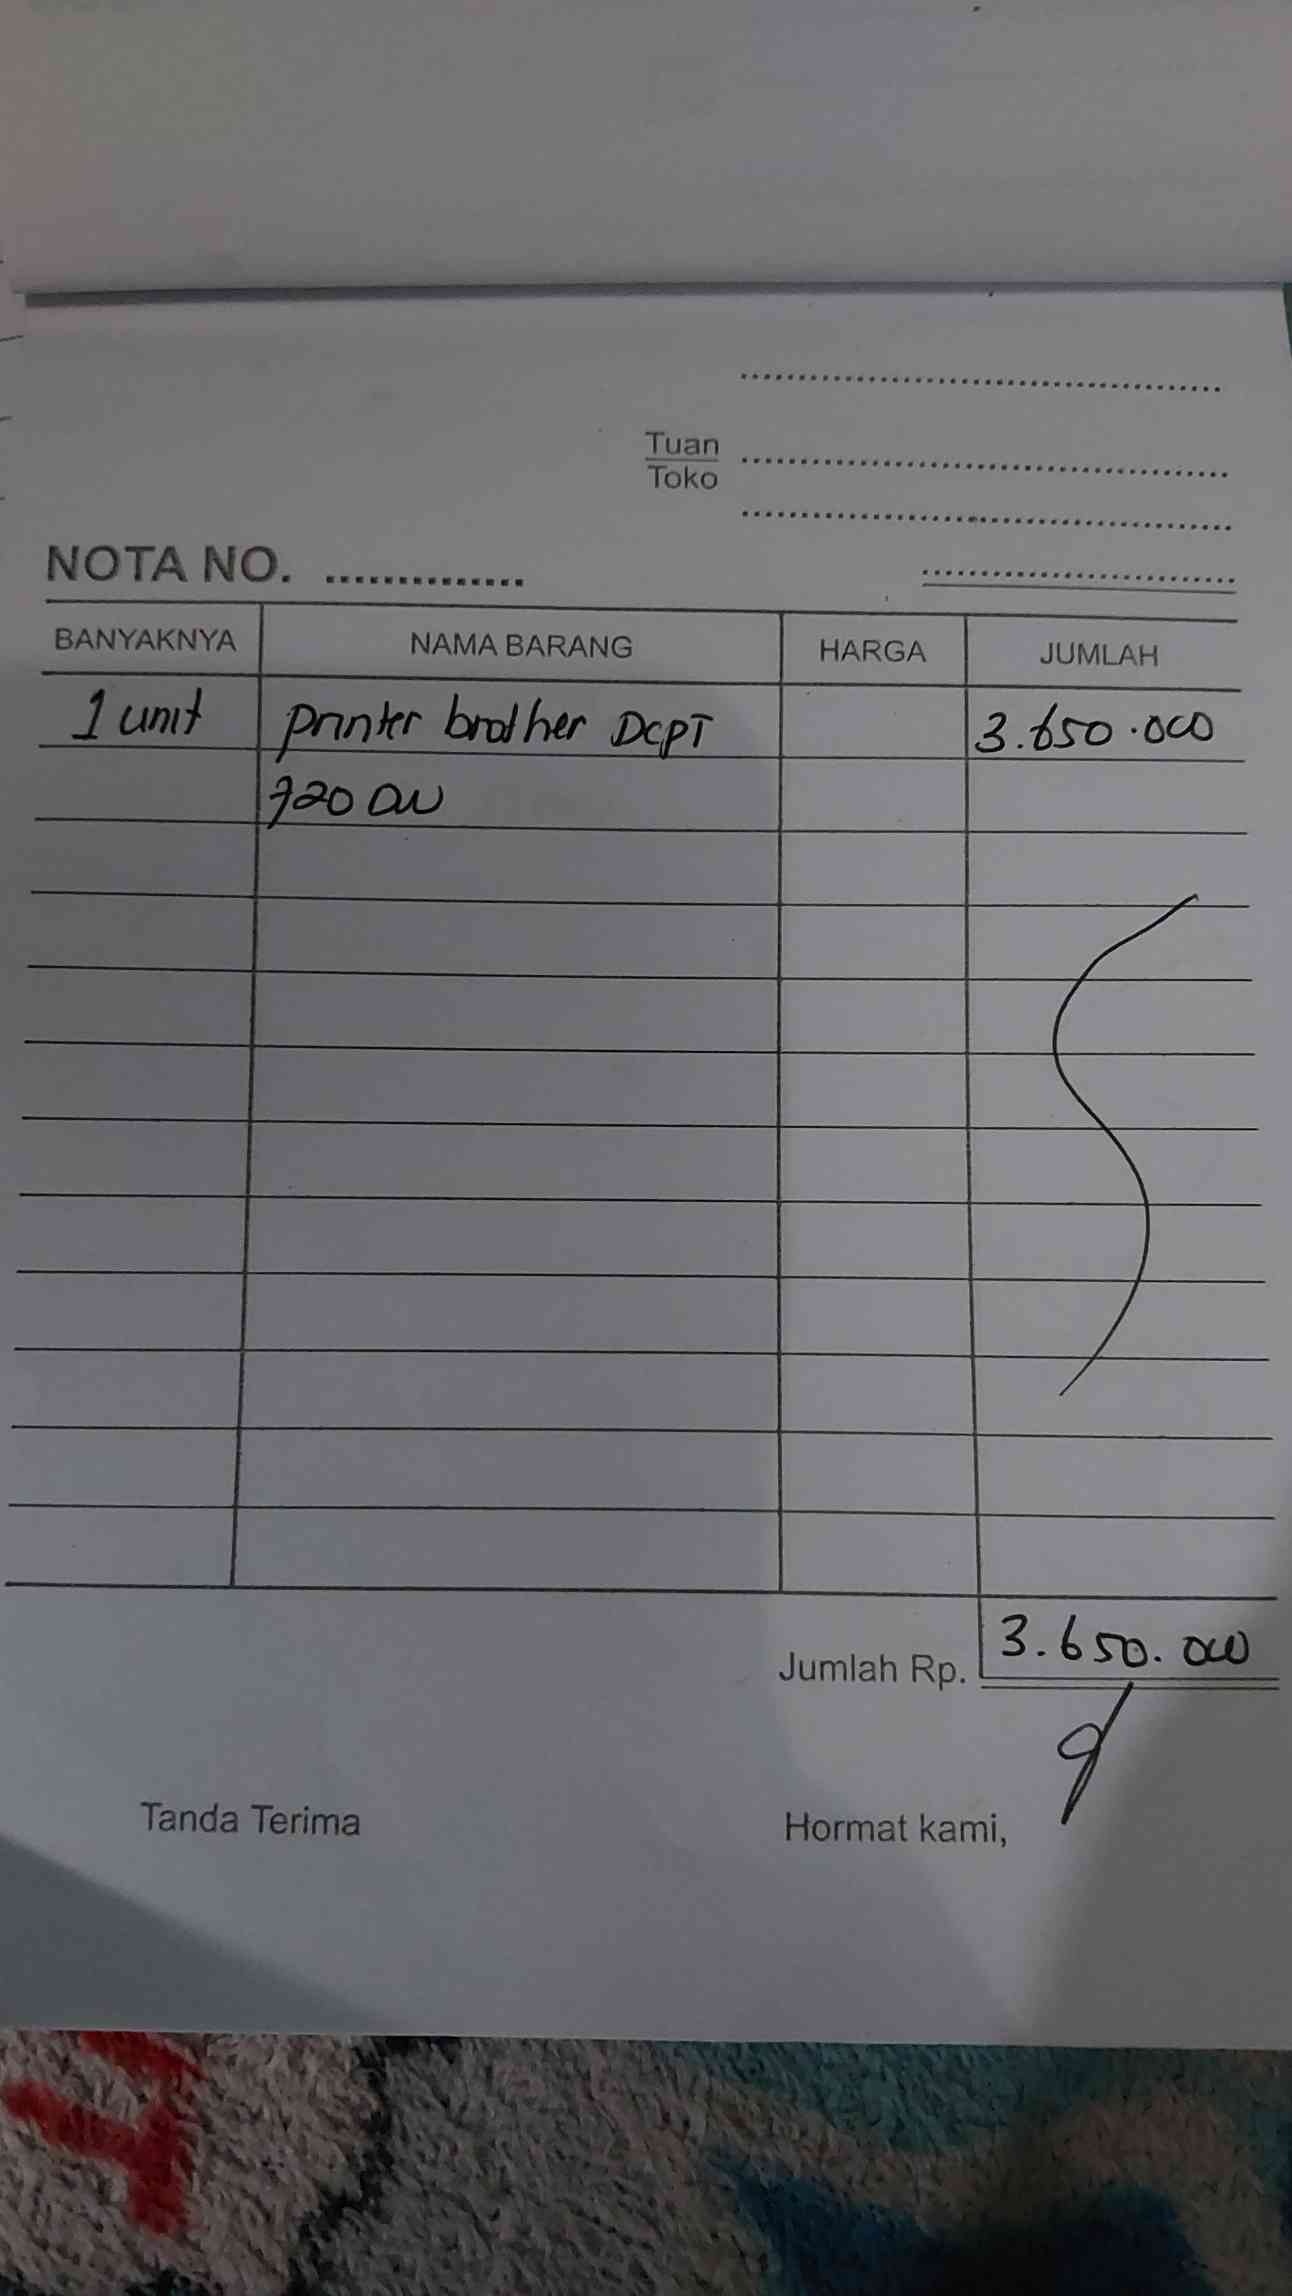 Tuan
Toko
NOTA NO. ..............
BANYAKNYA NAMA BARANG HARGA JUMLAH
1 unit printer brother DCPT 3.650.000
720 DW
Jumlah Rp. 3.650.000
Tanda Terima Hormat kami,